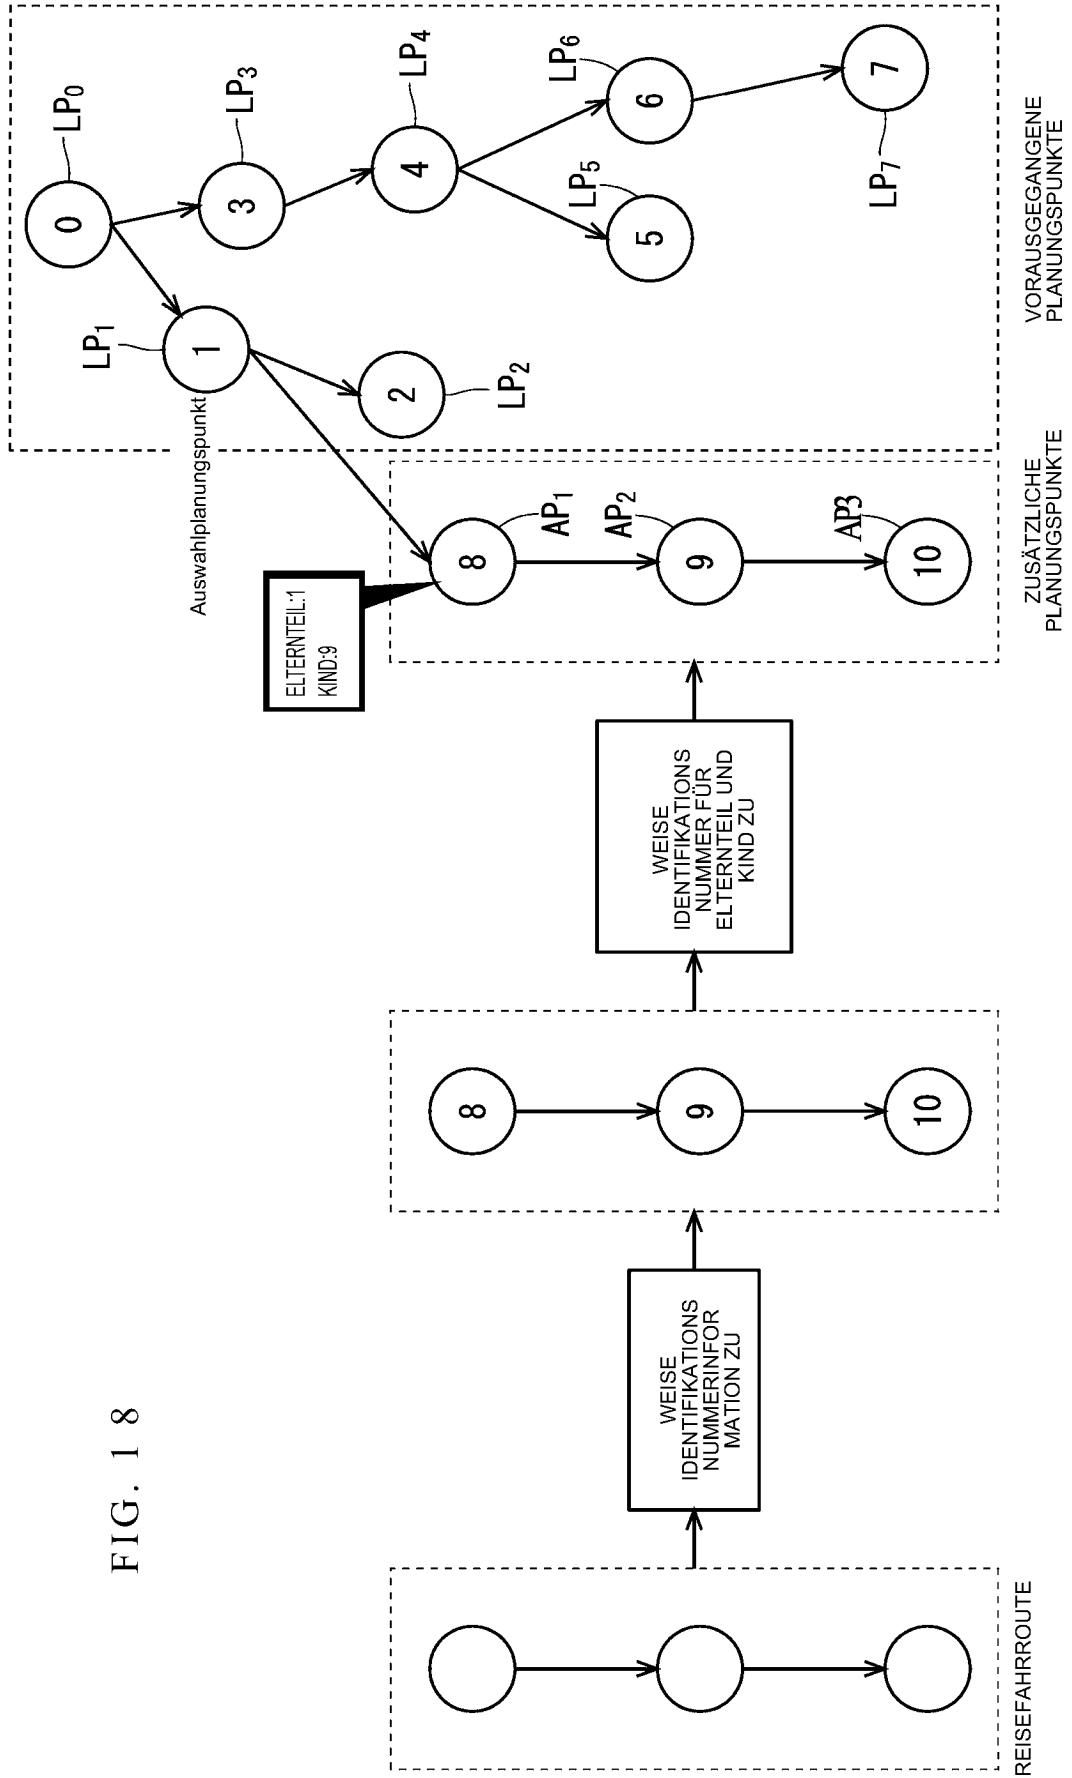 FIG. 18
REISEFAHRROUTE
WEISE
IDENTIFIKATIONS
NUMMERINFOR
MATION ZU
8
9
10
WEISE
IDENTIFIKATIONS
NUMMER FÜR
ELTERNTEIL UND
KIND ZU
ELTERNTEIL:1
KIND:9
Auswahlplanungspunkt
8
AP1
9
AP2
10
AP3
ZUSÄTZLICHE
PLANUNGSPUNKTE
0
LP0
1
LP1
2
LP2
3
LP3
4
LP4
5
LP5
6
LP6
7
LP7
VORAUSGEGANGENE
PLANUNGSPUNKTE